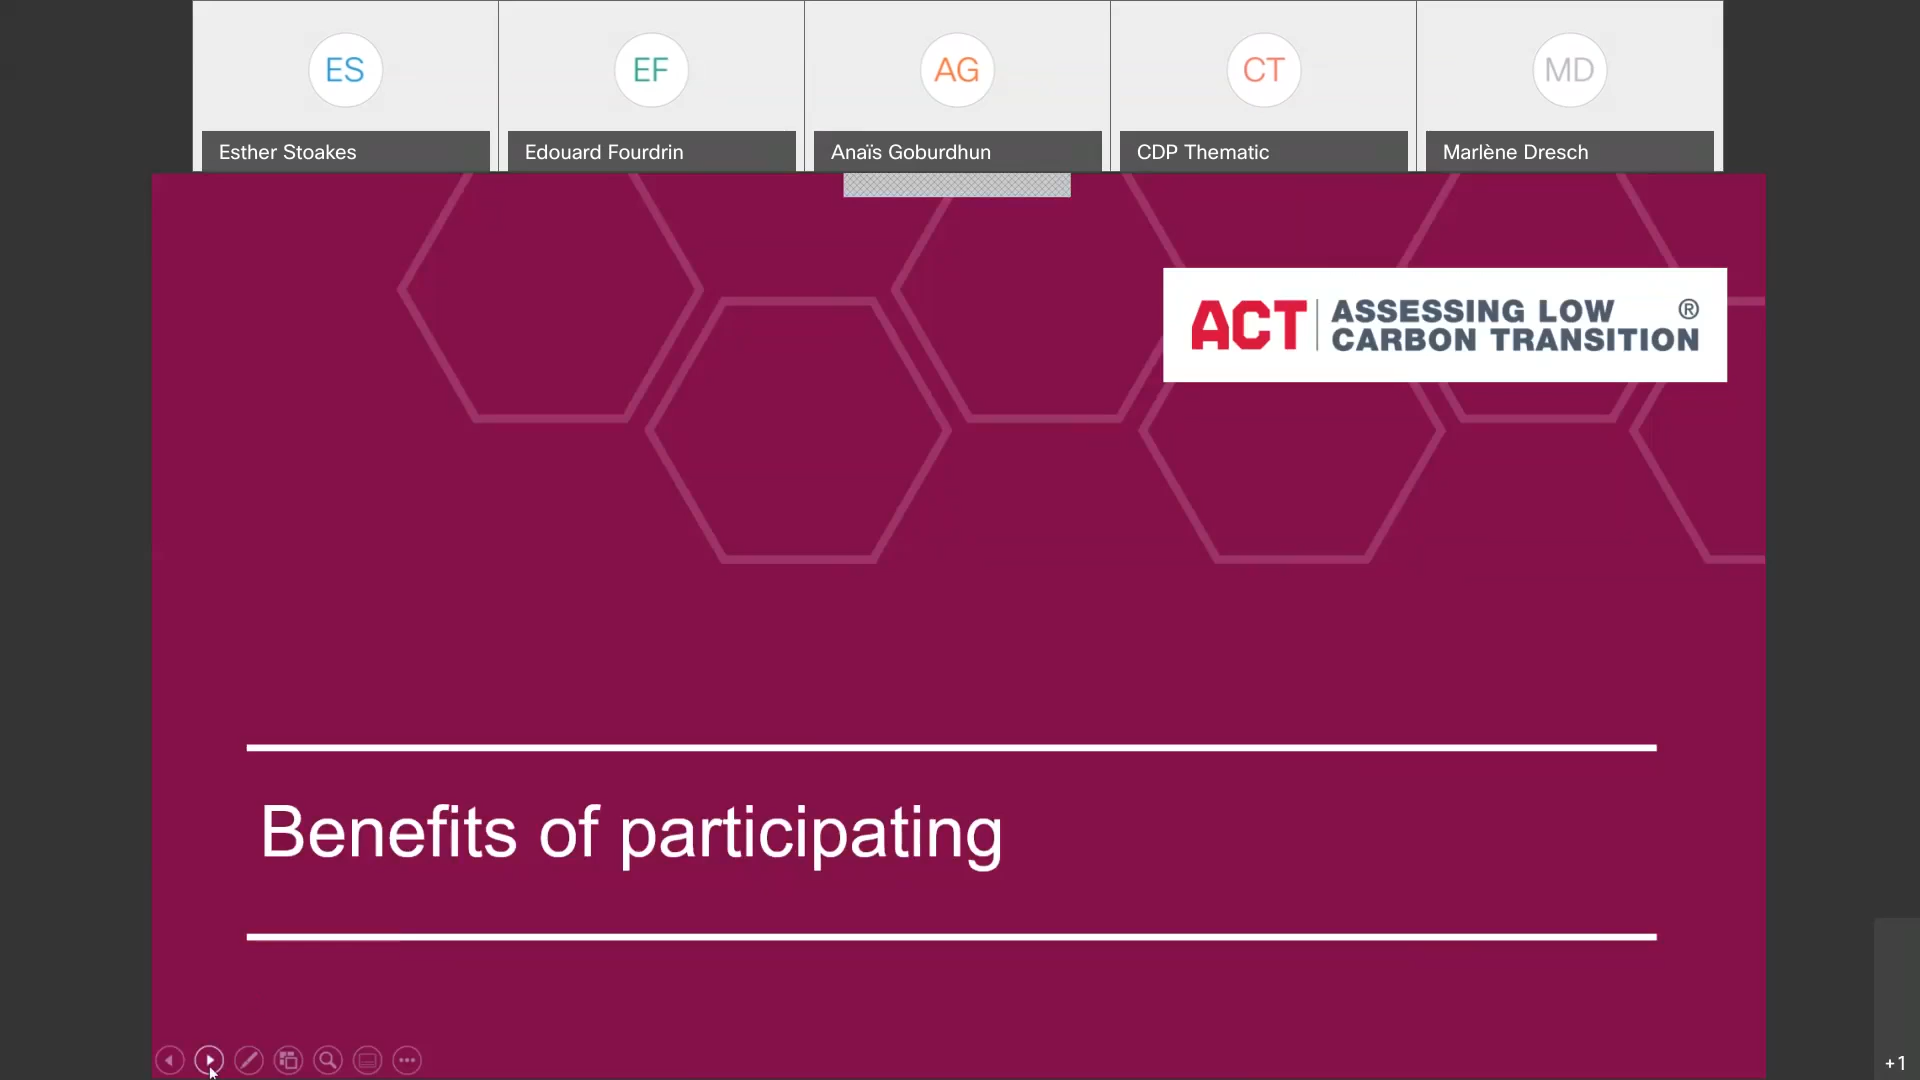 ES
EF
AG
CT
MD
Esther Stoakes
Edouard Fourdrin
Anaïs Goburdhun
CDP Thematic
Marlène Dresch
ACT
ASSESSING LOW ®
CARBON TRANSITION
Benefits of participating
+1